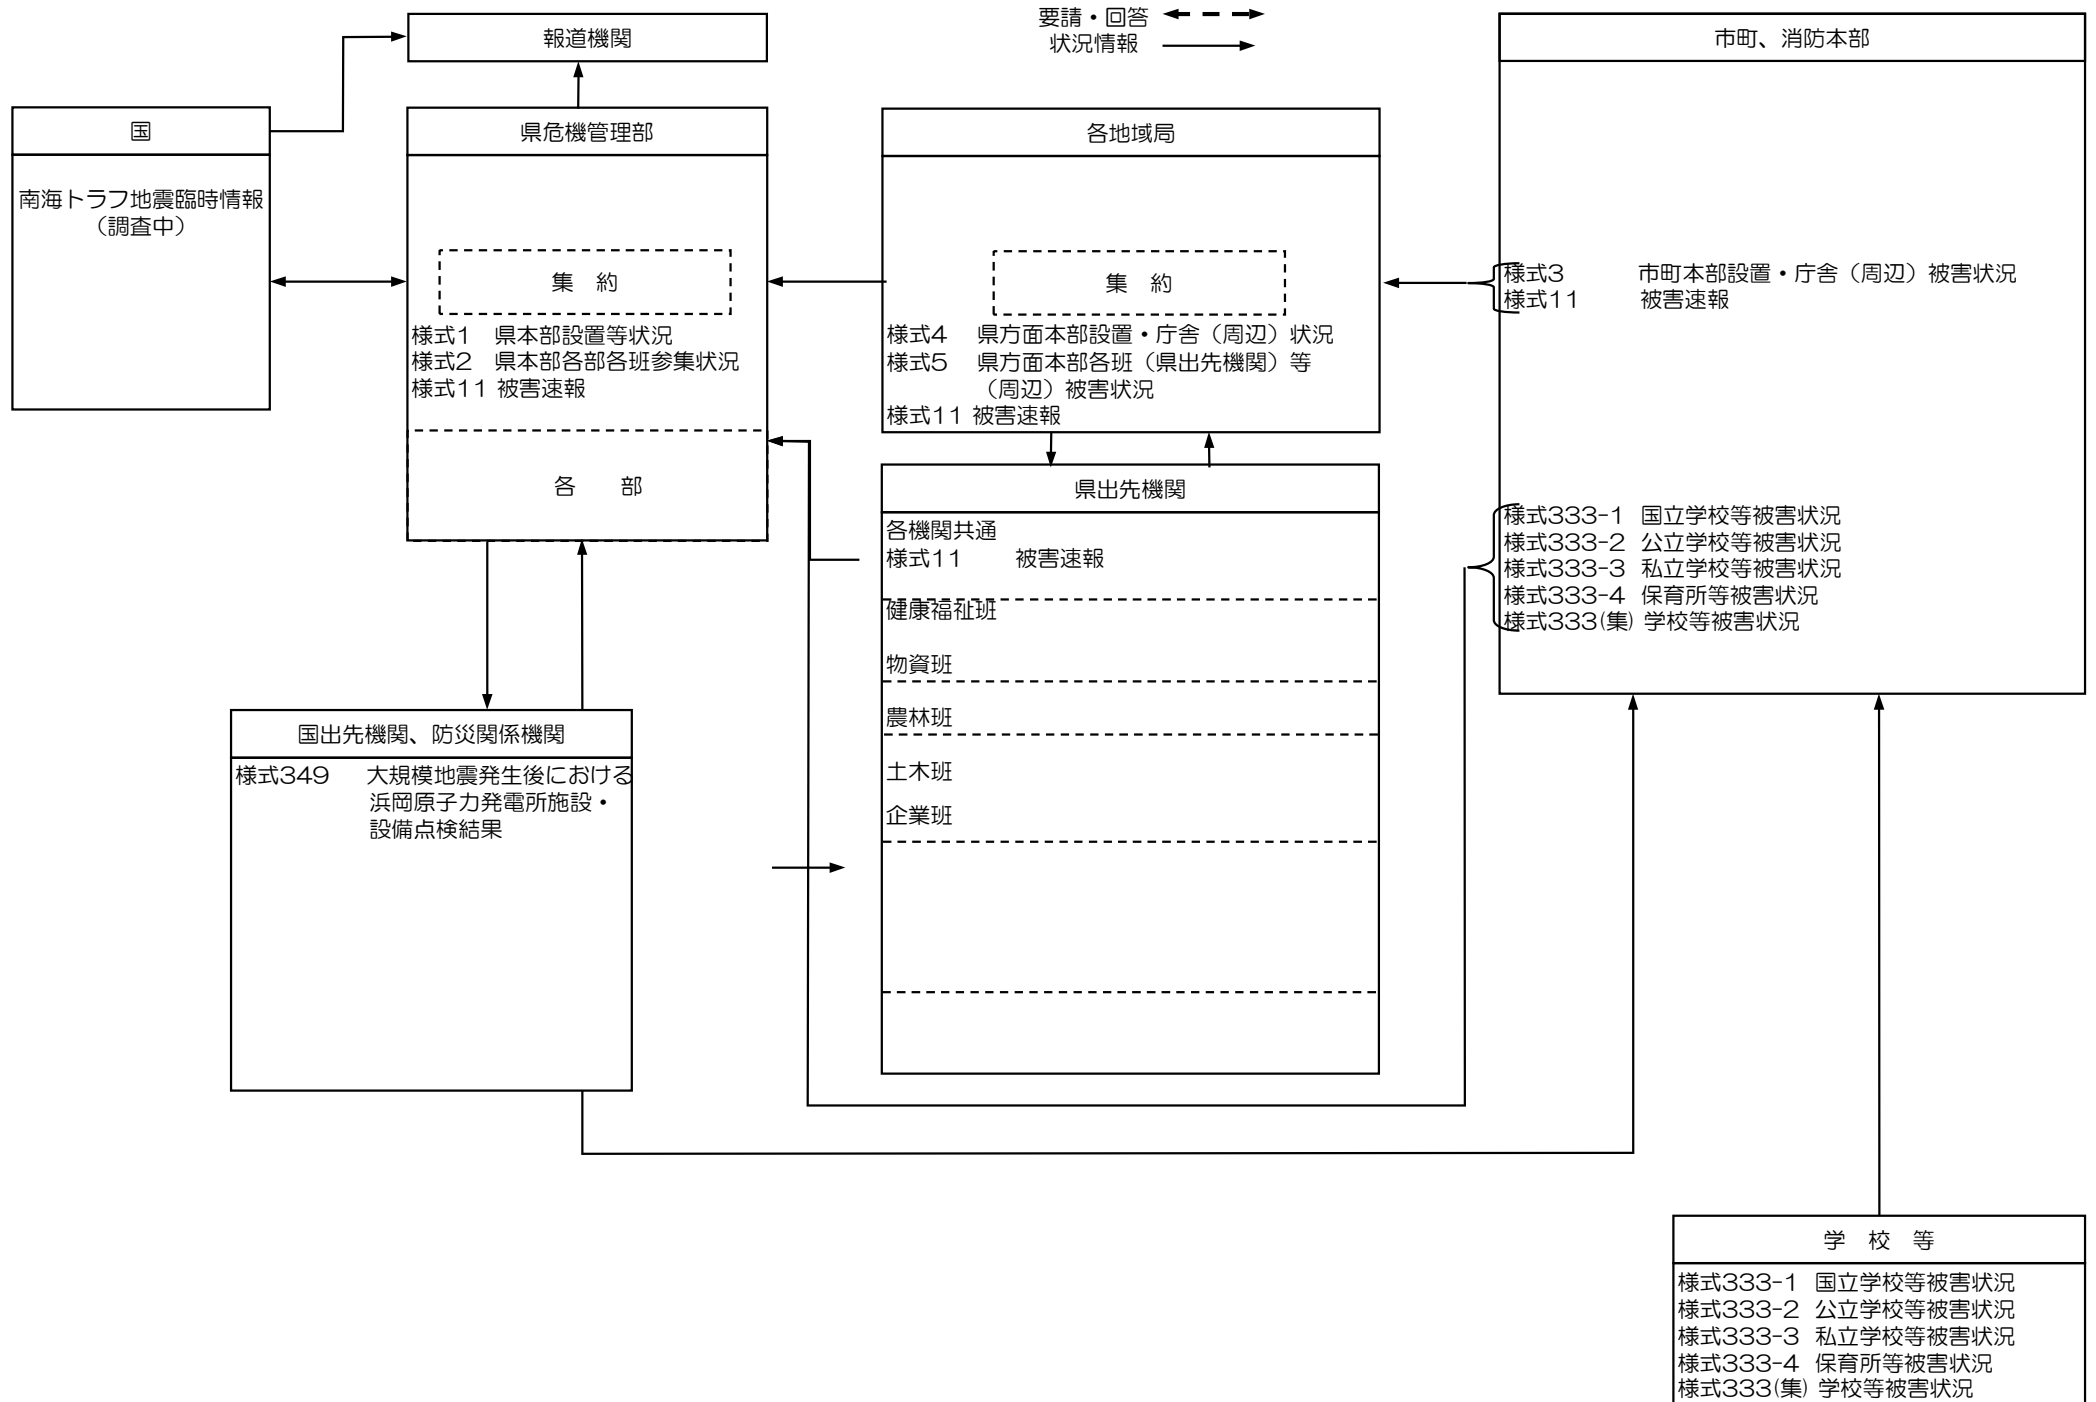 要請・回答
状況情報
報道機関
国
南海トラフ地震臨時情報
（調査中）
県危機管理部
集　約
様式1　県本部設置等状況
様式2　県本部各部各班参集状況
様式11 被害速報
各　　部
各地域局
集　約
様式4　県方面本部設置・庁舎（周辺）状況
様式5　県方面本部各班（県出先機関）等
（周辺）被害状況
様式11 被害速報
市町、消防本部
様式3　　　市町本部設置・庁舎（周辺）被害状況
様式11　　　被害速報
様式333-1 国立学校等被害状況
様式333-2 公立学校等被害状況
様式333-3 私立学校等被害状況
様式333-4 保育所等被害状況
様式333(集) 学校等被害状況
県出先機関
各機関共通
様式11　　被害速報
健康福祉班
物資班
農林班
土木班
企業班
国出先機関、防災関係機関
様式349　大規模地震発生後における
浜岡原子力発電所施設・
設備点検結果
学　校　等
様式333-1 国立学校等被害状況
様式333-2 公立学校等被害状況
様式333-3 私立学校等被害状況
様式333-4 保育所等被害状況
様式333(集) 学校等被害状況